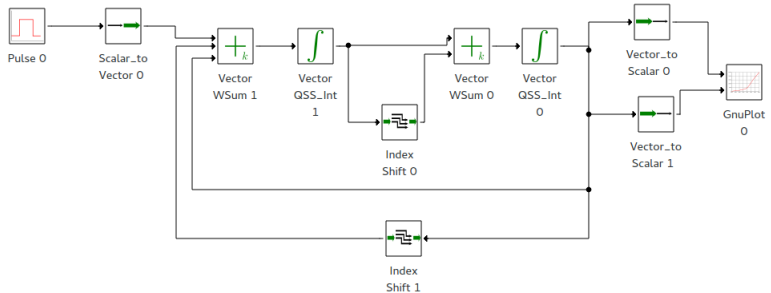 Pulse 0
Scalar_to
Vector 0
k
Vector
WSum 1
Vector
QSS_Int
1
Index
Shift 0
k
Vector
WSum 0
Vector
QSS_Int
0
Vector_to
Scalar 0
Vector_to
Scalar 1
GnuPlot
0
Index
Shift 1